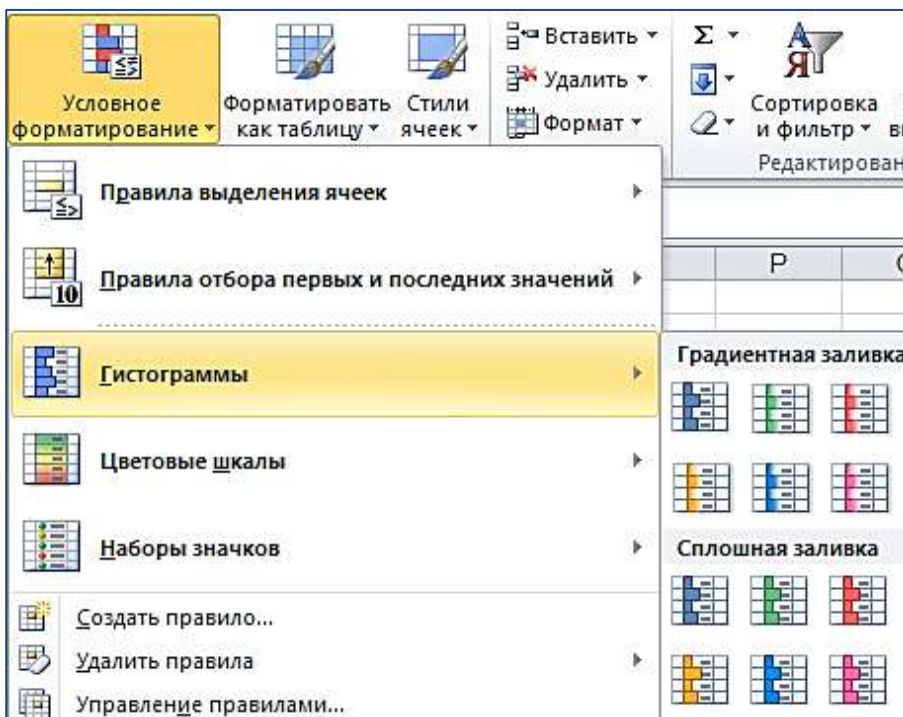 Условное форматирование
Форматировать как таблицу
Стили ячеек
Вставить
Удалить
Формат
Σ
А
Я
Сортировка и фильтр
Правила выделения ячеек
Правила отбора первых и последних значений
10
P
Гистограммы
Градиентная заливка
Цветовые шкалы
Наборы значков
Сплошная заливка
Создать правило...
Удалить правила
Управление правилами...